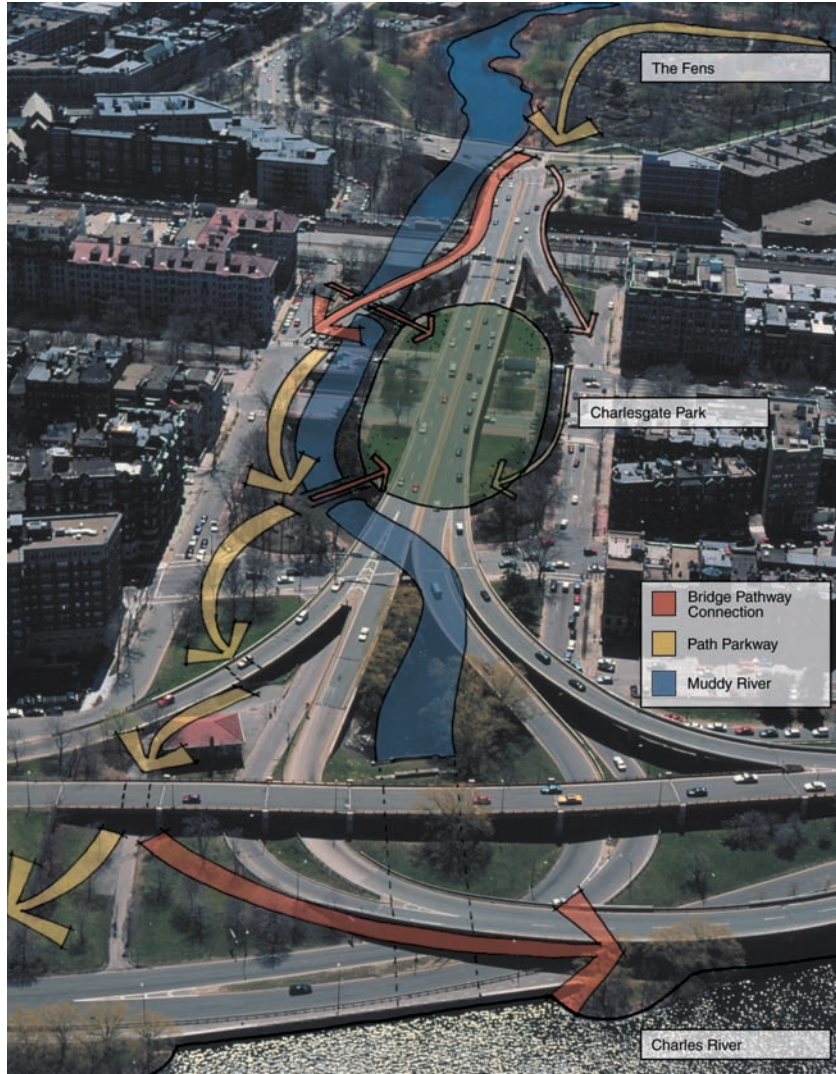 The Fens
Charlesgate Park
Bridge Pathway
Connection
Path Parkway
Muddy River
Charles River